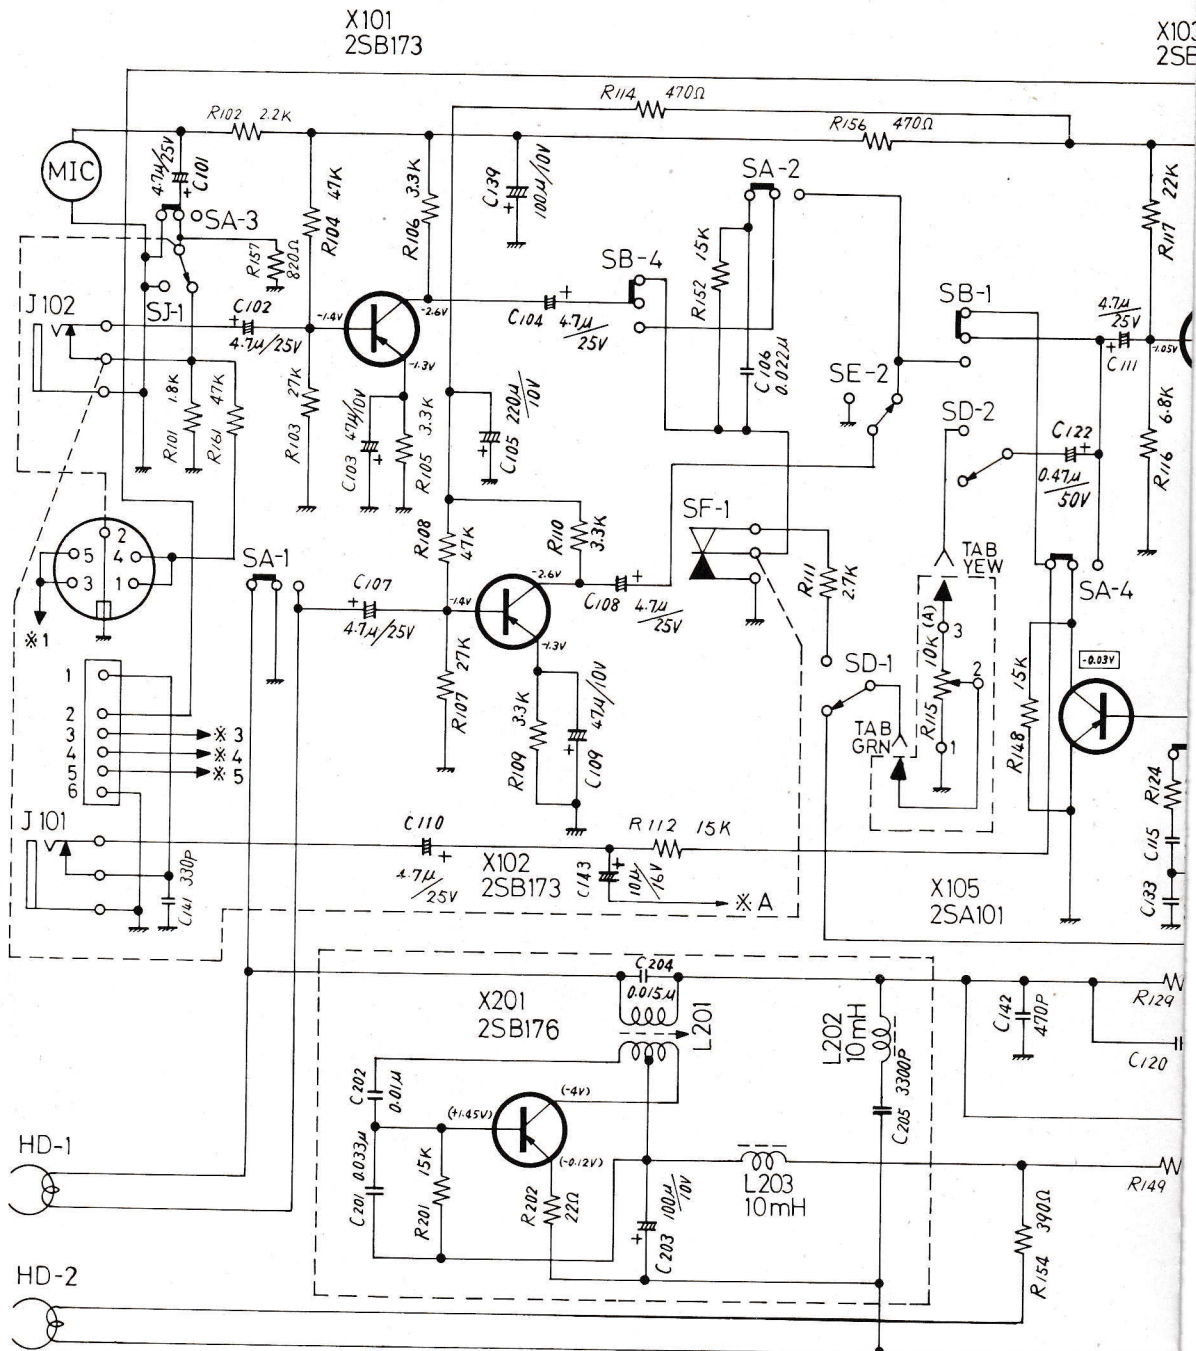 X101
2SB173
X103
2SB
R114 470Ω
R102 2.2K
R156 470Ω
MIC
4.7μ/25V
C101
SA-3
R157
820Ω
R104 47K
R106 3.3K
C139
100μ/10V
SA-2
R117 22K
SB-4
R152 15K
SB-1
J102
SJ-1
C102
4.7μ/25V
-1.4V
-2.6V
-1.3V
C104 4.7μ/25V
C106
0.022μ
4.7μ/25V
C111
-1.05V
R101 1.8K
R161 47K
R103 27K
C103 47μ/10V
R105 3.3K
C105 220μ/10V
SE-2
SD-2
C122
0.47μ/50V
R116 6.8K
2
5 4
3 1
※1
SA-1
R108 47K
R110 3.3K
SF-1
C107
4.7μ/25V
-1.4V
-2.6V
-1.3V
C108 4.7μ/25V
R111 2.7K
TAB
YEW
SA-4
R107 27K
R109 3.3K
C109 47μ/10V
SD-1
TAB
GRN
R115 10K (A)
3
2
1
R148 15K
-0.03V
1
2
3 ※3
4 ※4
5 ※5
6
R124
C115
C133
J101
C141 330P
C110
4.7μ/25V
X102
2SB173
R112 15K
C143 10μ/16V
※A
X105
2SA101
X201
2SB176
C204
0.015μ
L201
L202
10mH
C205 3300P
C142
470P
R129
C120
C202
0.01μ
C201 0.033μ
R201 15K
(+1.45V)
(-4V)
(-0.12V)
R202 22Ω
C203 100μ/10V
L203
10mH
R149
R154 390Ω
HD-1
HD-2